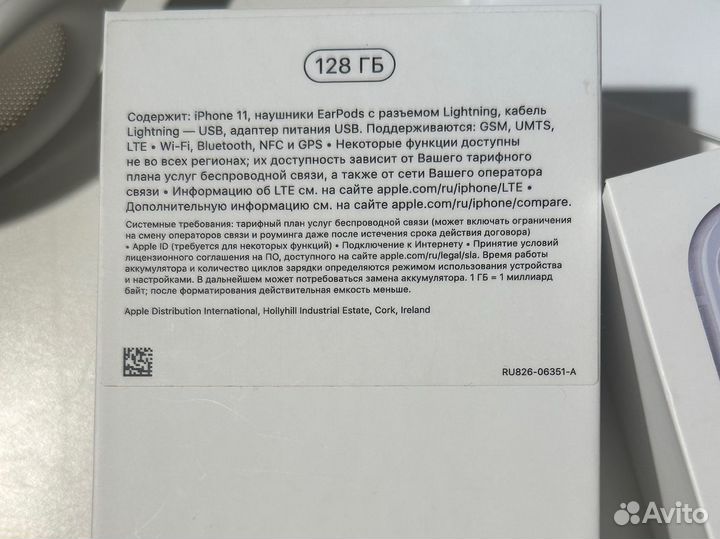 128 ГБ
Содержит: iPhone 11, наушники EarPods с разъемом Lightning, кабель
Lightning — USB, адаптер питания USB. Поддерживаются: GSM, UMTS,
LTE • Wi-Fi, Bluetooth, NFC и GPS • Некоторые функции доступны
не во всех регионах; их доступность зависит от Вашего тарифного
плана услуг беспроводной связи, а также от сети Вашего оператора
связи • Информацию об LTE см. на сайте apple.com/ru/iphone/LTE •
Дополнительную информацию см. на сайте apple.com/ru/iphone/compare.
Системные требования: тарифный план услуг беспроводной связи (может включать ограничения
на смену операторов связи и роуминга даже после истечения срока действия договора)
• Apple ID (требуется для некоторых функций) • Подключение к Интернету • Принятие условий
лицензионного соглашения на ПО, доступного на сайте apple.com/ru/legal/sla. Время работы
аккумулятора и количество циклов зарядки определяются режимом использования устройства
и настройками. В дальнейшем может потребоваться замена аккумулятора. 1 ГБ = 1 миллиард
байт; после форматирования действительная емкость меньше.
Apple Distribution International, Hollyhill Industrial Estate, Cork, Ireland
RU826-06351-A
Avito